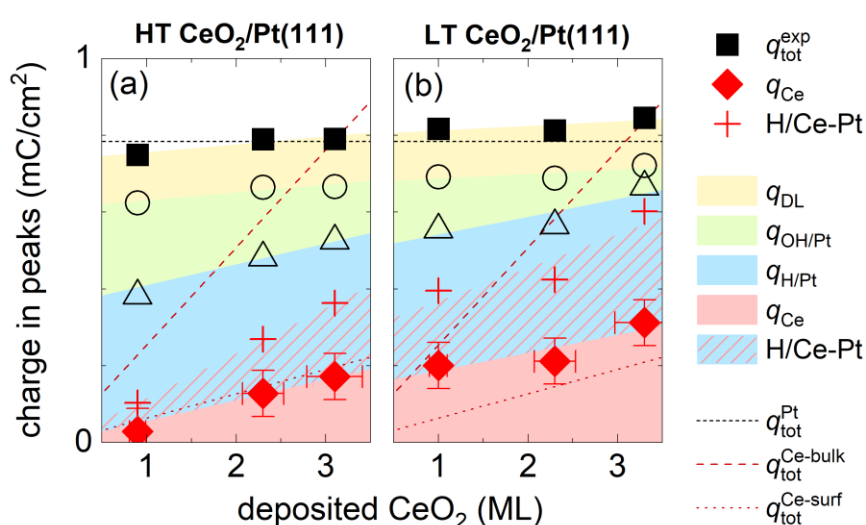 HT CeO₂/Pt(111) LT CeO₂/Pt(111)
(a) (b)
1
0
charge in peaks (mC/cm²)
1 2 3 1 2 3
deposited CeO₂ (ML)
q_tot^exp
q_Ce
H/Ce-Pt
q_DL
q_OH/Pt
q_H/Pt
q_Ce
H/Ce-Pt
q_tot^Pt
q_tot^Ce-bulk
q_tot^Ce-surf